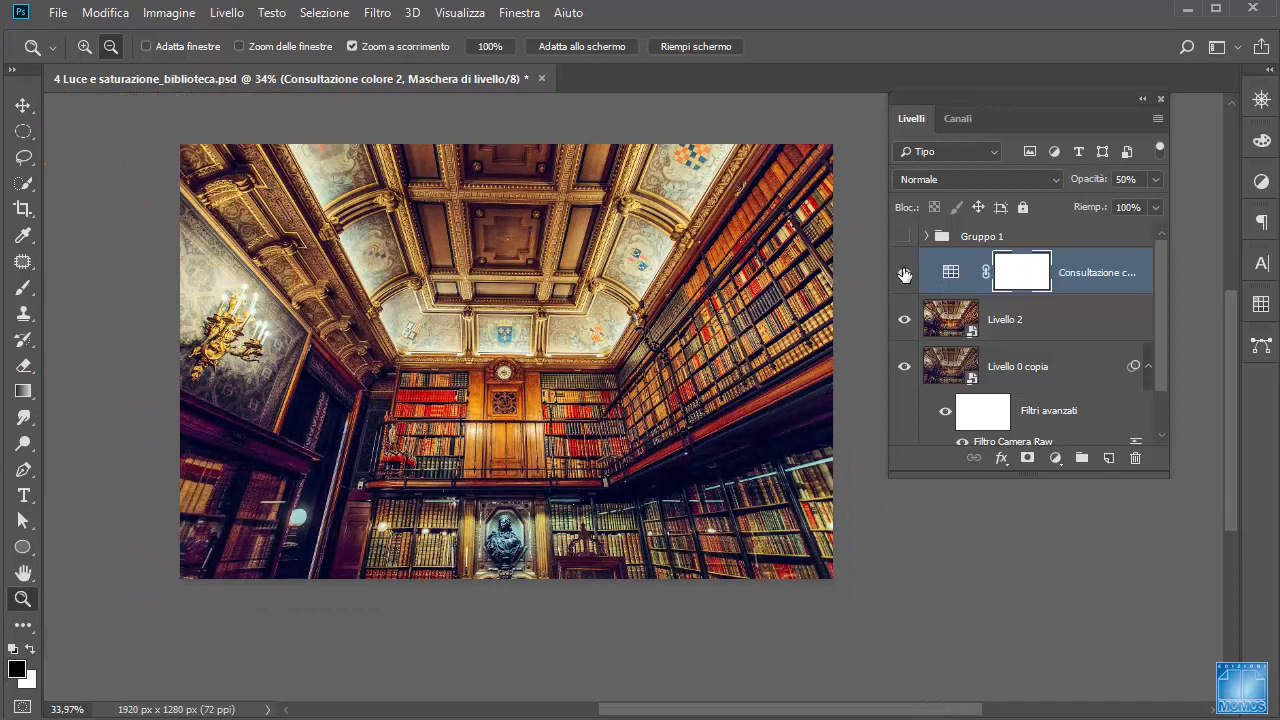 Ps File Modifica Immagine Livello Testo Selezione Filtro 3D Visualizza Finestra Aiuto
Adatta finestre Zoom delle finestre Zoom a scorrimento 100% Adatta allo schermo Riempi schermo
4 Luce e saturazione_biblioteca.psd @ 34% (Consultazione colore 2, Maschera di livello/8) *
Livelli Canali
Tipo
Normale Opacità: 50%
Bloc.: Riemp.: 100%
Gruppo 1
Consultazione c...
Livello 2
Livello 0 copia
Filtri avanzati
Filtro Camera Raw
33,97% 1920 px x 1280 px (72 ppi)
EDIZIONI
MOMOS